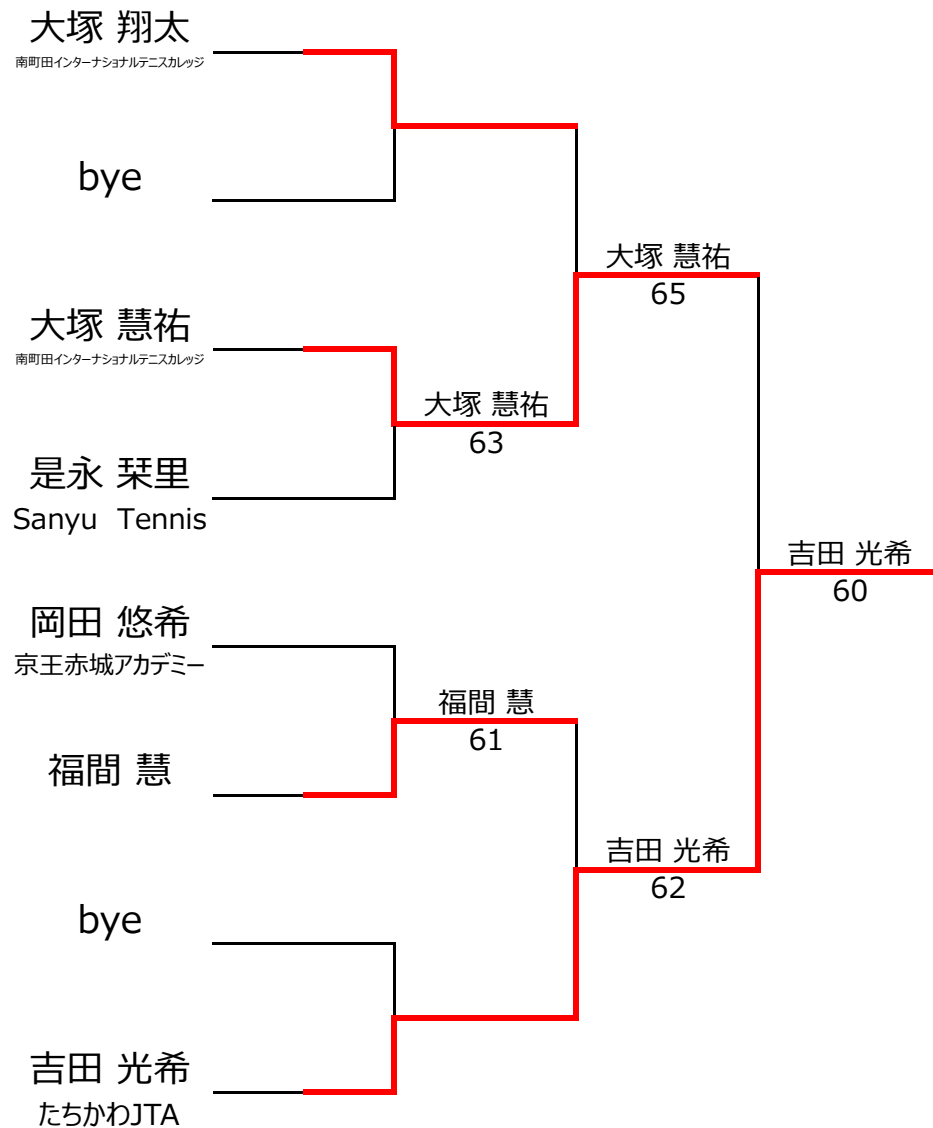 大塚 翔太
南町田インターナショナルテニスカレッジ
bye
大塚 慧祐
65
大塚 慧祐
南町田インターナショナルテニスカレッジ
大塚 慧祐
63
是永 栞里
Sanyu Tennis
吉田 光希
60
岡田 悠希
京王赤城アカデミー
福間 慧
61
福間 慧
吉田 光希
62
bye
吉田 光希
たちかわJTA